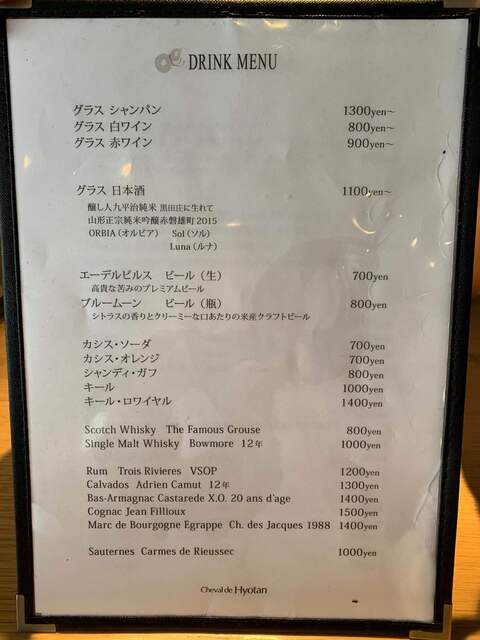 DRINK MENU
グラス シャンパン 1300yen～
グラス 白ワイン 800yen～
グラス 赤ワイン 900yen～
グラス 日本酒 1100yen～
醸し人九平治純米 黒田庄に生れて
山形正宗純米吟醸赤磐雄町2015
ORBIA（オルビア） Sol（ソル）
Luna（ルナ）
エーデルピルス ビール（生） 700yen
高貴な苦みのプレミアムビール
ブルームーン ビール（瓶） 800yen
シトラスの香りとクリーミーな口あたりの米産クラフトビール
カシス・ソーダ 700yen
カシス・オレンジ 700yen
シャンディ・ガフ 800yen
キール 1000yen
キール・ロワイヤル 1400yen
Scotch Whisky The Famous Grouse 800yen
Single Malt Whisky Bowmore 12年 1000yen
Rum Trois Rivieres VSOP 1200yen
Calvados Adrien Camut 12年 1300yen
Bas-Armagnac Castarede X.O. 20 ans d'age 1400yen
Cognac Jean Fillioux 1500yen
Marc de Bourgogne Egrappe Ch. des Jacques 1988 1400yen
Sauternes Carmes de Rieussec 1000yen
Cheval de Hyotan